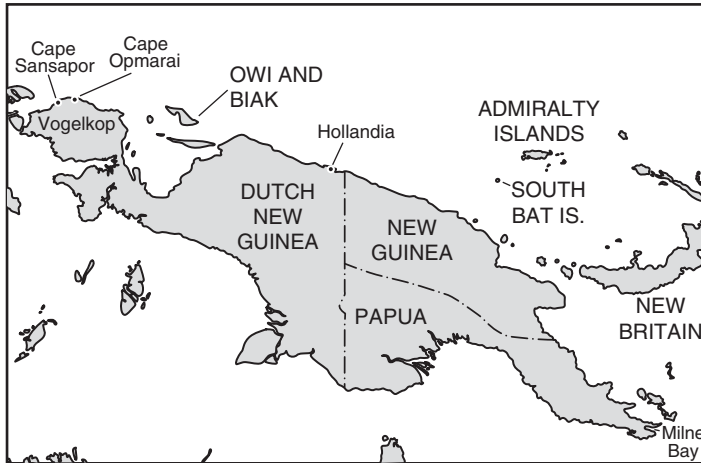 Cape
Sansapor
Cape
Opmarai
Vogelkop
OWI AND
BIAK
Hollandia
ADMIRALTY
ISLANDS
SOUTH
BAT IS.
DUTCH
NEW
GUINEA
NEW
GUINEA
PAPUA
NEW
BRITAIN
Milne
Bay